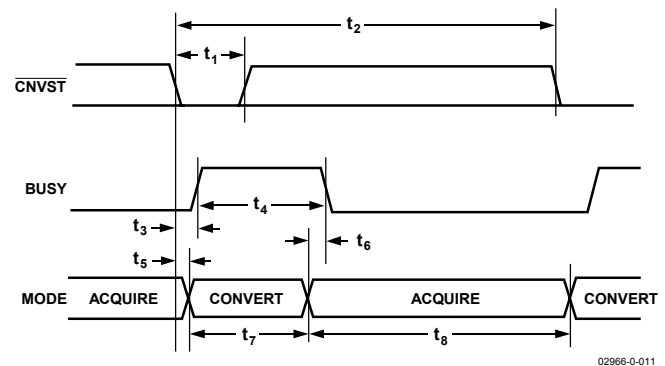 t2
t1
CNVST
BUSY
t4
t3
t6
t5
MODE ACQUIRE CONVERT ACQUIRE CONVERT
t7 t8
02966-0-011